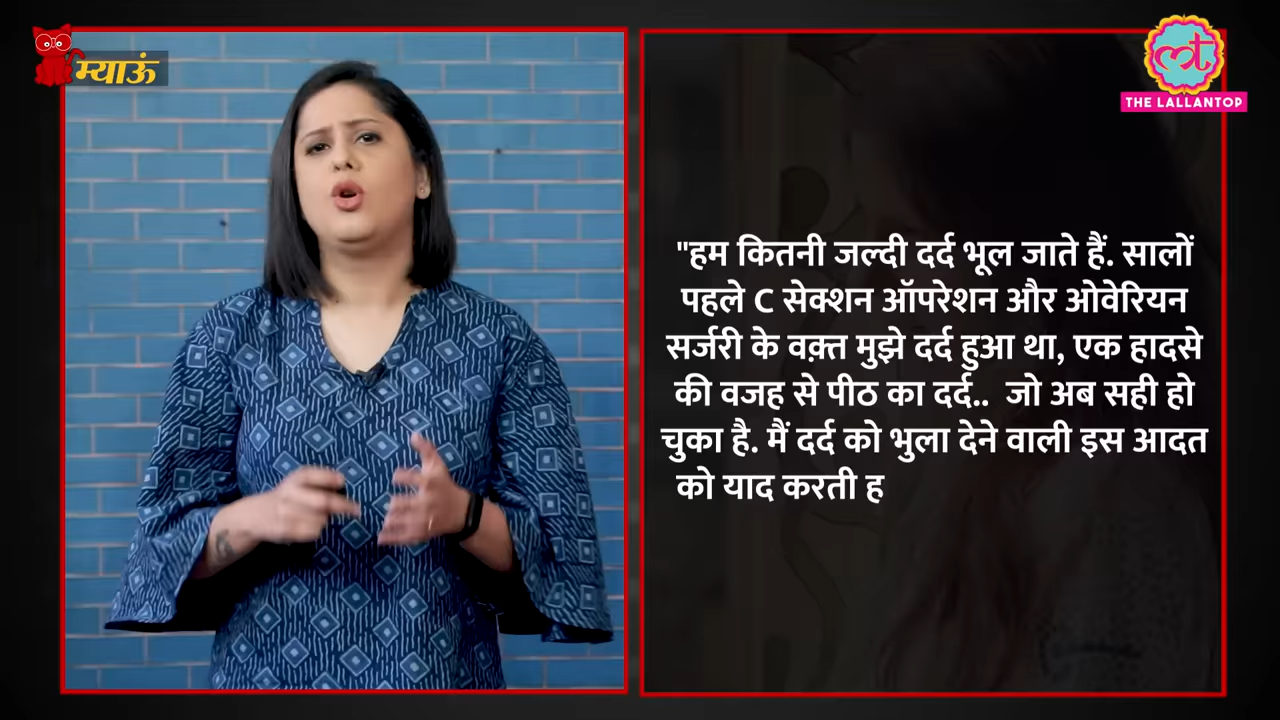 म्याऊं
THE LALLANTOP
"हम कितनी जल्दी दर्द भूल जाते हैं. सालों
पहले C सेक्शन ऑपरेशन और ओवेरियन
सर्जरी के वक़्त मुझे दर्द हुआ था, एक हादसे
की वजह से पीठ का दर्द.. जो अब सही हो
चुका है. मैं दर्द को भुला देने वाली इस आदत
को याद करती ह